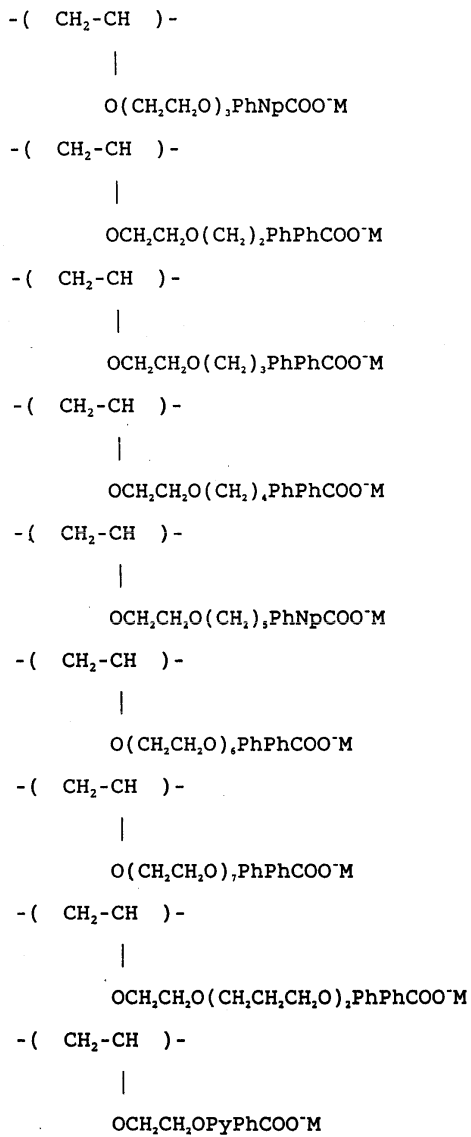 -( CH₂-CH )-
|
O(CH₂CH₂O)₃PhNpCOO⁻M
-( CH₂-CH )-
|
OCH₂CH₂O(CH₂)₂PhPhCOO⁻M
-( CH₂-CH )-
|
OCH₂CH₂O(CH₂)₃PhPhCOO⁻M
-( CH₂-CH )-
|
OCH₂CH₂O(CH₂)₄PhPhCOO⁻M
-( CH₂-CH )-
|
OCH₂CH₂O(CH₂)₅PhNpCOO⁻M
-( CH₂-CH )-
|
O(CH₂CH₂O)₆PhPhCOO⁻M
-( CH₂-CH )-
|
O(CH₂CH₂O)₇PhPhCOO⁻M
-( CH₂-CH )-
|
OCH₂CH₂O(CH₂CH₂CH₂O)₂PhPhCOO⁻M
-( CH₂-CH )-
|
OCH₂CH₂OPyPhCOO⁻M